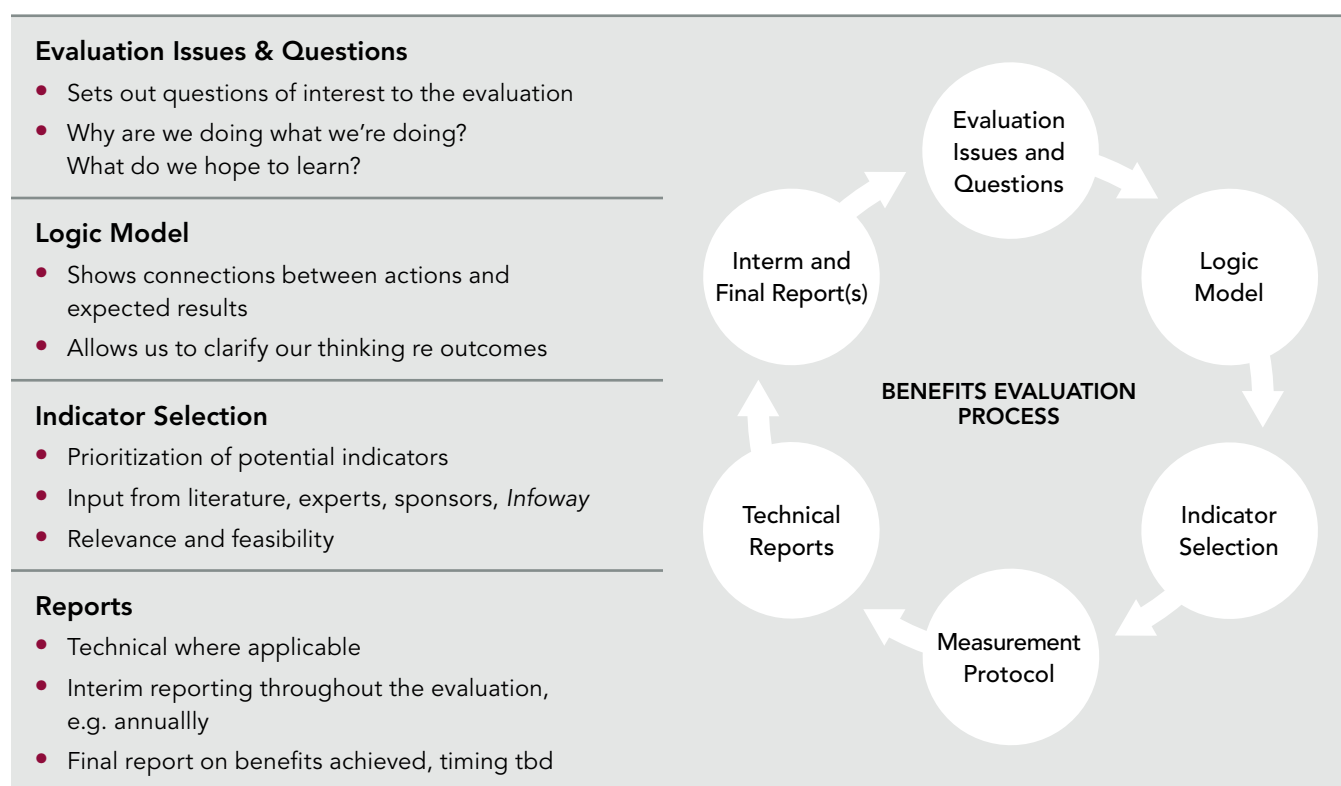 Evaluation Issues & Questions
• Sets out questions of interest to the evaluation
• Why are we doing what we're doing?
What do we hope to learn?
Logic Model
• Shows connections between actions and
expected results
• Allows us to clarify our thinking re outcomes
Indicator Selection
• Prioritization of potential indicators
• Input from literature, experts, sponsors, Infoway
• Relevance and feasibility
Reports
• Technical where applicable
• Interim reporting throughout the evaluation,
e.g. annuallly
• Final report on benefits achieved, timing tbd
Evaluation
Issues and
Questions
Logic
Model
Indicator
Selection
Measurement
Protocol
Technical
Reports
Interm and
Final Report(s)
BENEFITS EVALUATION
PROCESS